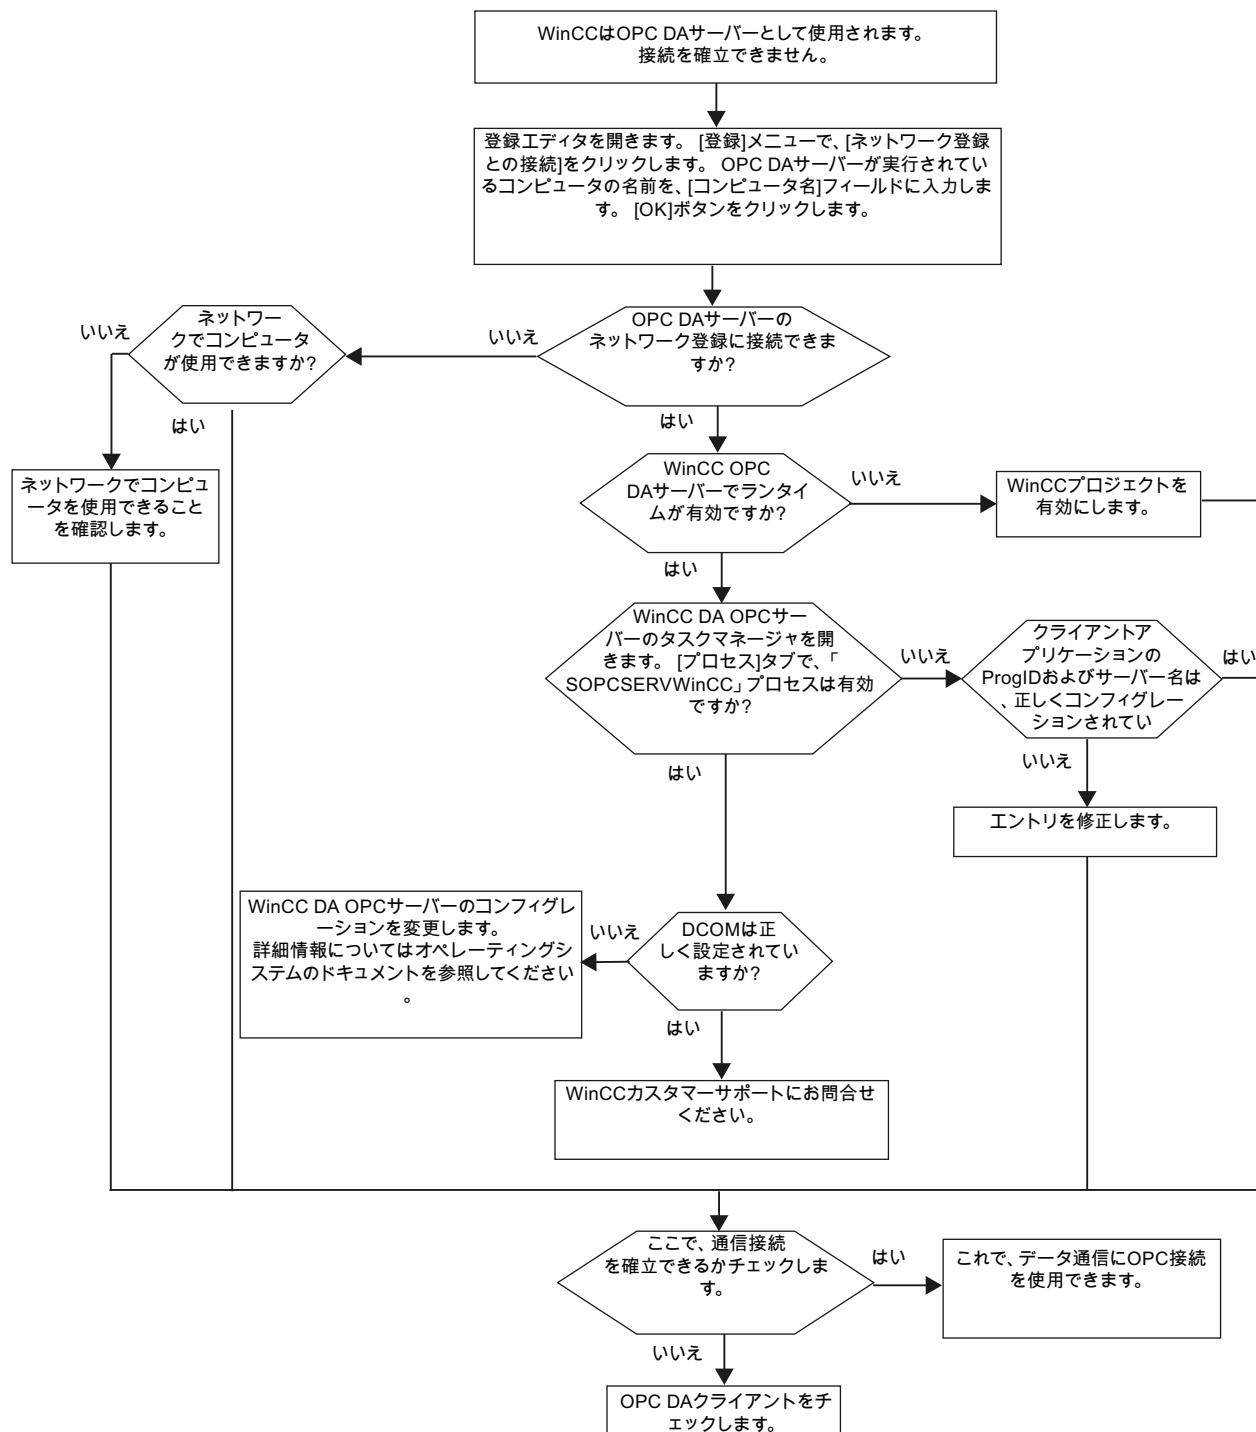 WinCCはOPC DAサーバーとして使用されます。
接続を確立できません。
登録エディタを開きます。 [登録]メニューで、[ネットワーク登録
との接続]をクリックします。 OPC DAサーバーが実行されてい
るコンピュータの名前を、[コンピュータ名]フィールドに入力しま
す。 [OK]ボタンをクリックします。
いいえ
ネットワー
クでコンピュータ
が使用できますか?
いいえ
OPC DAサーバーの
ネットワーク登録に接続できま
すか?
はい
はい
ネットワークでコンピュ
ータを使用できること
を確認します。
WinCC OPC
DAサーバーでランタイ
ムが有効ですか?
いいえ
WinCCプロジェクトを
有効にします。
はい
WinCC DA OPCサー
バーのタスクマネージャを開
きます。 [プロセス]タブで、「
SOPCSERVWinCC」プロセスは有効
ですか?
いいえ
クライアントア
プリケーションの
ProgIDおよびサーバー名は
、正しくコンフィグレー
ションされてい
はい
はい
いいえ
エントリを修正します。
WinCC DA OPCサーバーのコンフィグレ
ーションを変更します。
詳細情報についてはオペレーティングシ
ステムのドキュメントを参照してください
。
いいえ
DCOMは正
しく設定されてい
ますか?
はい
WinCCカスタマーサポートにお問合せ
ください。
ここで、通信接続
を確立できるかチェックしま
す。
はい
これで、データ通信にOPC接続
を使用できます。
いいえ
OPC DAクライアントをチ
ェックします。